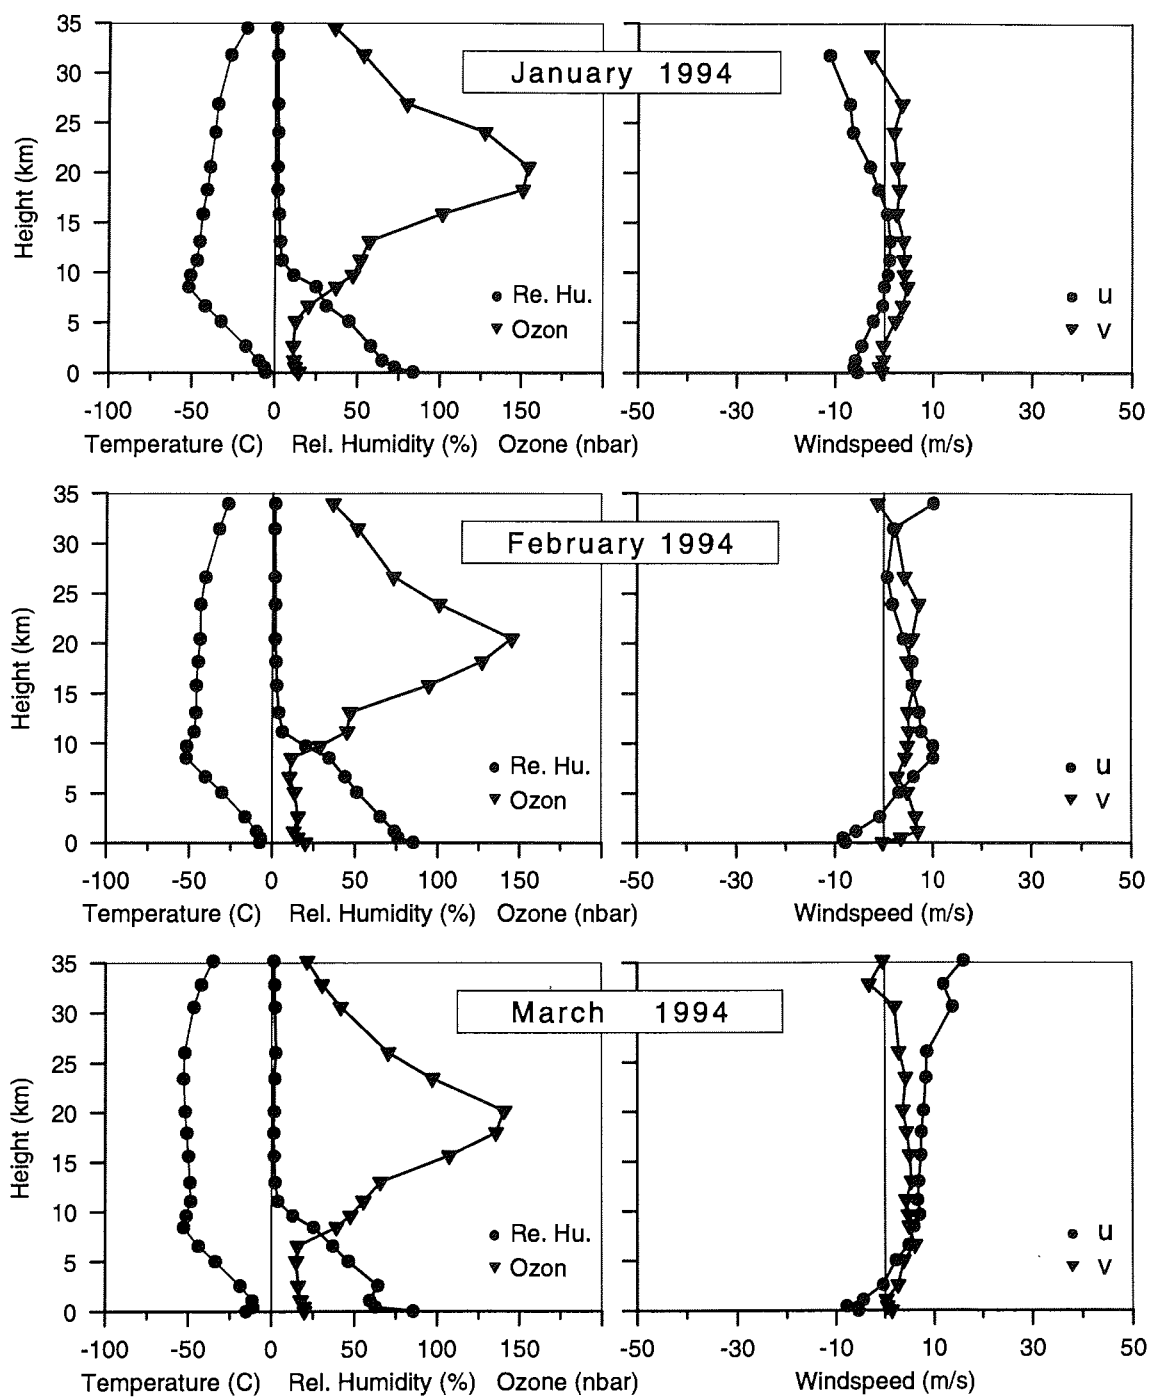 35
30
25
20
15
10
5
0
Height (km)
January 1994
Re. Hu.
Ozon
u
v
-100 -50 0 50 100 150
-50 -30 -10 10 30 50
Temperature (C) Rel. Humidity (%) Ozone (nbar)
Windspeed (m/s)
35
30
25
20
15
10
5
0
Height (km)
February 1994
Re. Hu.
Ozon
u
v
-100 -50 0 50 100 150
-50 -30 -10 10 30 50
Temperature (C) Rel. Humidity (%) Ozone (nbar)
Windspeed (m/s)
35
30
25
20
15
10
5
0
Height (km)
March 1994
Re. Hu.
Ozon
u
v
-100 -50 0 50 100 150
-50 -30 -10 10 30 50
Temperature (C) Rel. Humidity (%) Ozone (nbar)
Windspeed (m/s)